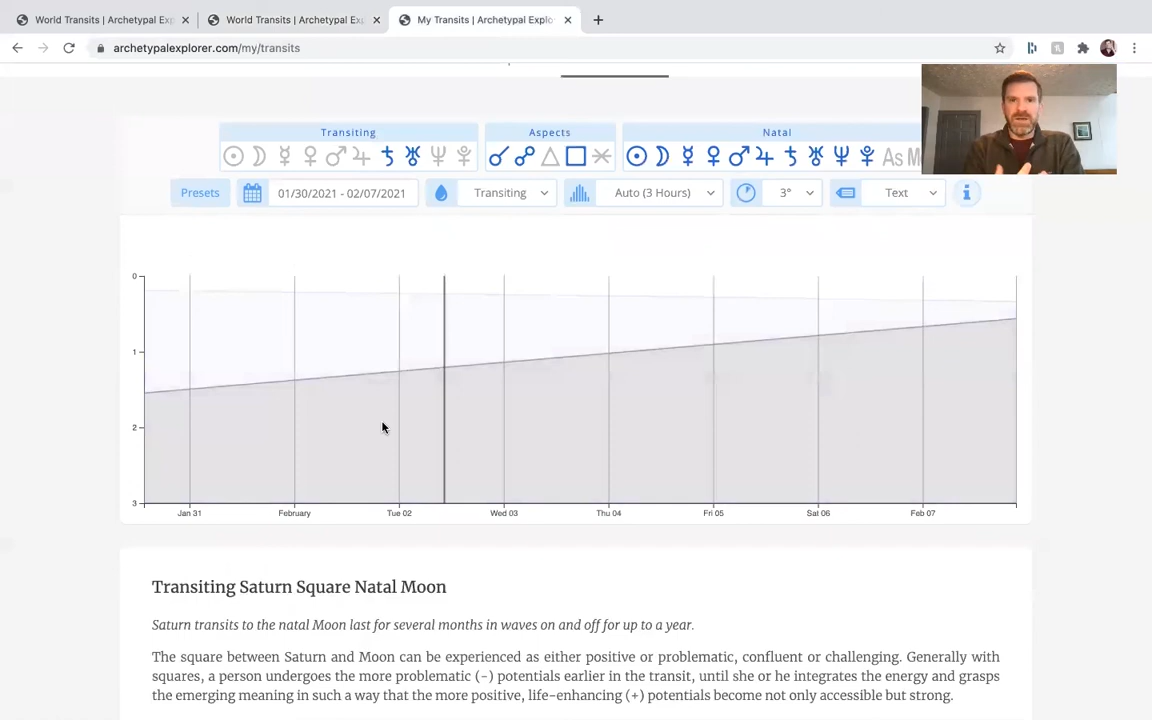 World Transits | Archetypal Exp
World Transits | Archetypal Ex
My Transits | Archetypal Explo
archetypalexplorer.com/my/transits
Transiting
Aspects
Natal
As M
Presets
01/30/2021 - 02/07/2021
Transiting
Auto (3 Hours)
3°
Text
0
1
2
3
Jan 31
February
Tue 02
Wed 03
Thu 04
Fri 05
Sat 06
Feb 07
Transiting Saturn Square Natal Moon
Saturn transits to the natal Moon last for several months in waves on and off for up to a year.
The square between Saturn and Moon can be experienced as either positive or problematic, confluent or challenging. Generally with
squares, a person undergoes the more problematic (-) potentials earlier in the transit, until she or he integrates the energy and grasps
the emerging meaning in such a way that the more positive, life-enhancing (+) potentials become not only accessible but strong.